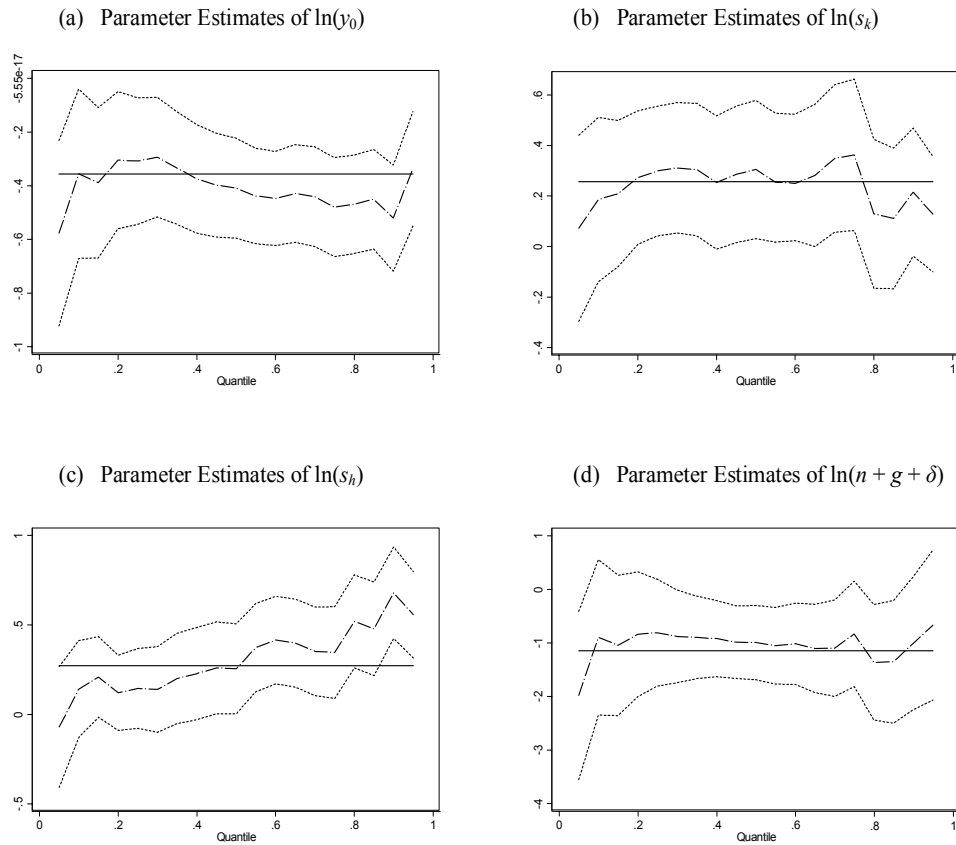 (a) Parameter Estimates of ln(y₀)
-5.55e-17
-.2
-.4
-.6
-.8
-1
0 .2 .4 .6 .8 1
Quantile
(b) Parameter Estimates of ln(sₖ)
.6
.4
.2
0
-.2
-.4
0 .2 .4 .6 .8 1
Quantile
(c) Parameter Estimates of ln(sₕ)
1
.5
0
-.5
0 .2 .4 .6 .8 1
Quantile
(d) Parameter Estimates of ln(n + g + δ)
1
0
-1
-2
-3
-4
0 .2 .4 .6 .8 1
Quantile